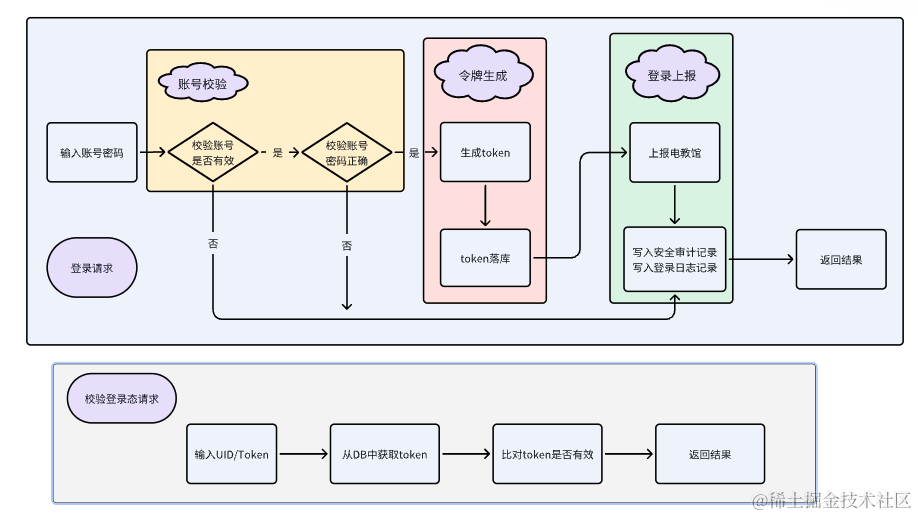 账号校验
令牌生成
登录上报
输入账号密码
校验账号
是否有效
是
校验账号
密码正确
是
生成token
上报电教馆
否
否
token落库
写入安全审计记录
写入登录日志记录
返回结果
登录请求
校验登录态请求
输入UID/Token
从DB中获取token
比对token是否有效
返回结果
@稀土掘金技术社区